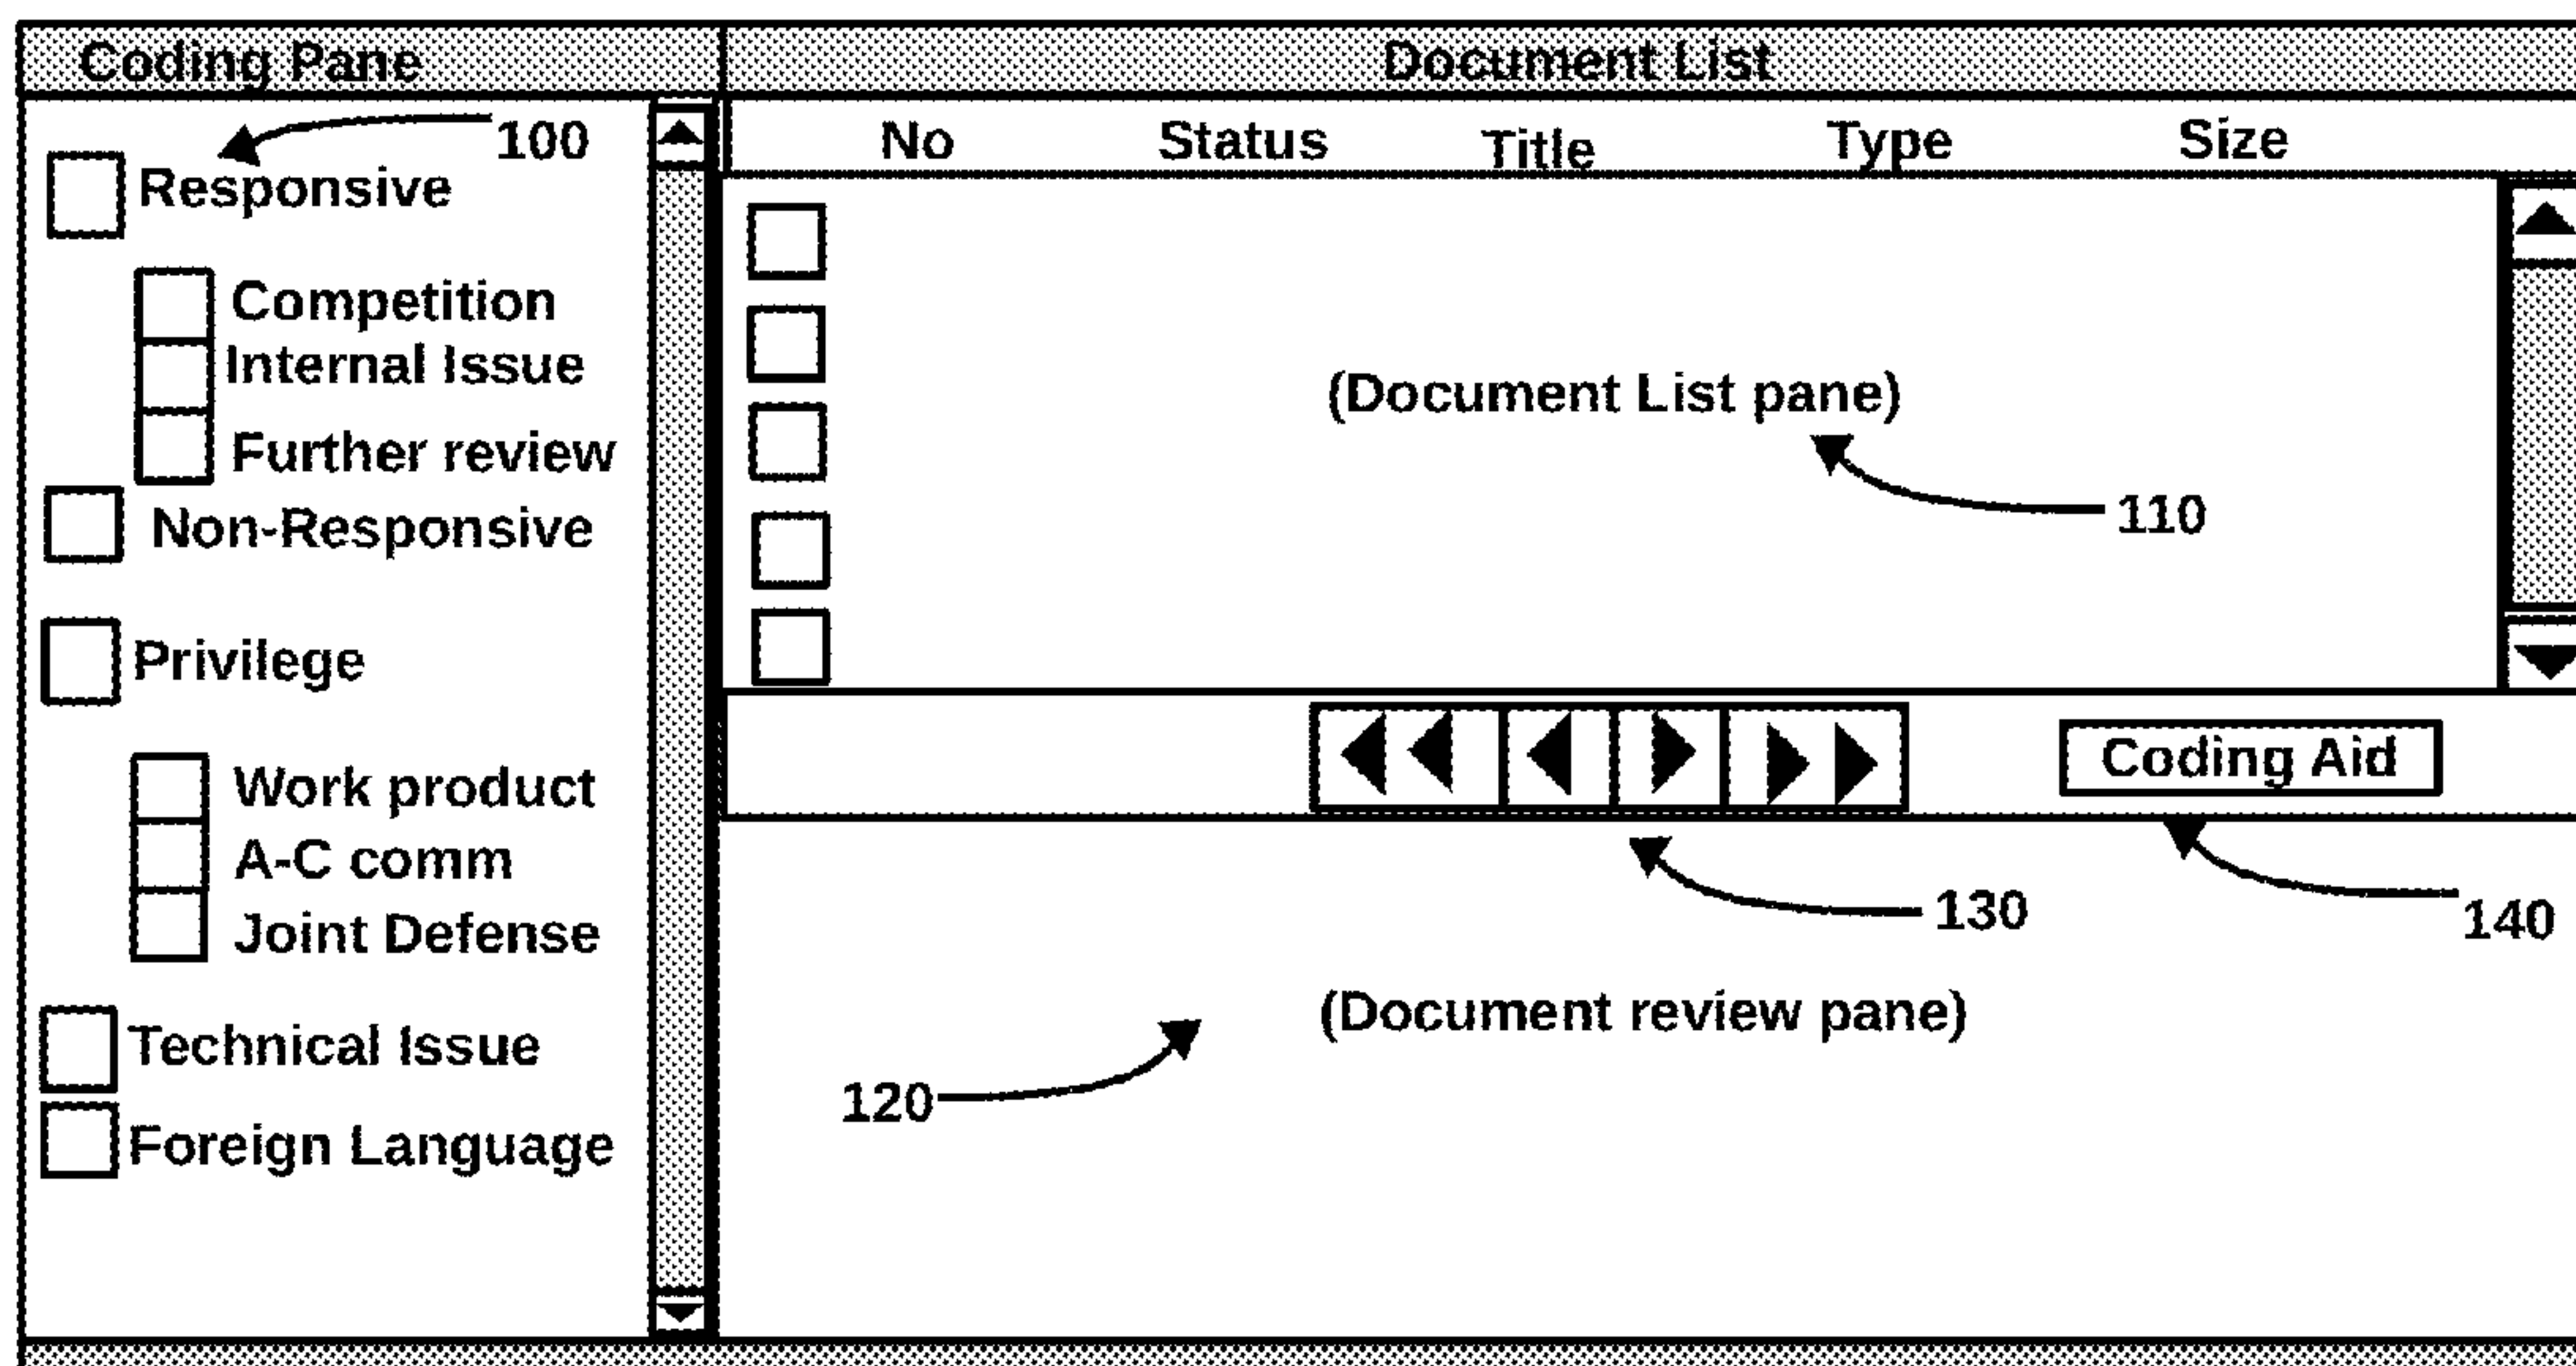 Coding Pane
100
Responsive
Competition
Internal Issue
Further review
Non-Responsive
Privilege
Work product
A-C comm
Joint Defense
Technical Issue
Foreign Language
Document List
No Status Title Type Size
(Document List pane)
110
Coding Aid
130
140
(Document review pane)
120